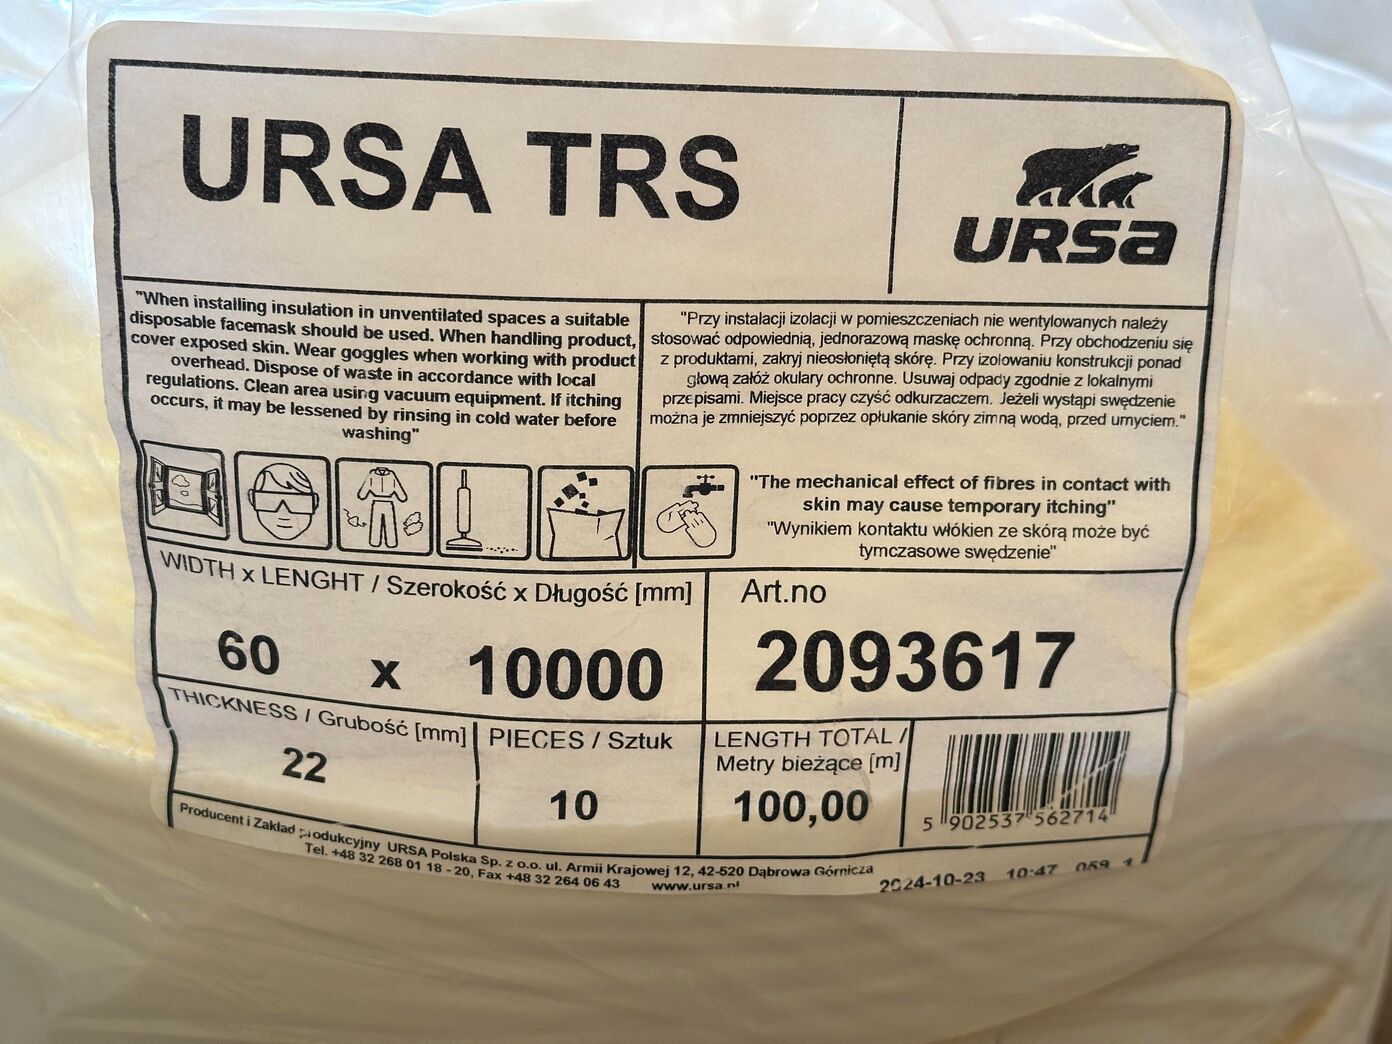 URSA TRS
URSA
"When installing insulation in unventilated spaces a suitable
disposable facemask should be used. When handling product,
cover exposed skin. Wear goggles when working with product
overhead. Dispose of waste in accordance with local
regulations. Clean area using vacuum equipment. If itching
occurs, it may be lessened by rinsing in cold water before
washing"
"Przy instalacji izolacji w pomieszczeniach nie wentylowanych należy
stosować odpowiednią, jednorazową maskę ochronną. Przy obchodzeniu się
z produktami, zakryj nieosłoniętą skórę. Przy izolowaniu konstrukcji ponad
głową załóż okulary ochronne. Usuwaj odpady zgodnie z lokalnymi
przepisami. Miejsce pracy czyść odkurzaczem. Jeżeli wystąpi swędzenie
można je zmniejszyć poprzez opłukanie skóry zimną wodą, przed umyciem."
"The mechanical effect of fibres in contact with
skin may cause temporary itching"
"Wynikiem kontaktu włókien ze skórą może być
tymczasowe swędzenie"
WIDTH x LENGHT / Szerokość x Długość [mm]
60 x 10000
Art.no
2093617
THICKNESS / Grubość [mm]
22
PIECES / Sztuk
10
LENGTH TOTAL /
Metry bieżące [m]
100,00
5 902537 562714
Producent i Zakład produkcyjny URSA Polska Sp. z o.o. ul. Armii Krajowej 12, 42-520 Dąbrowa Górnicza
Tel. +48 32 268 01 18 - 20, Fax +48 32 264 06 43 www.ursa.pl
2024-10-23 10:47 059 1